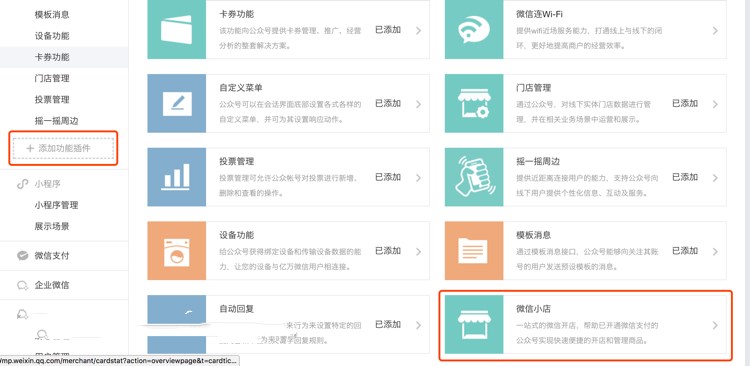 模板消息
设备功能
卡券功能
门店管理
投票管理
摇一摇周边
+ 添加功能插件
小程序
小程序管理
展示场景
微信支付
企业微信
/mp.weixin.qq.com/merchant/cardstat?action=overviewpage&t=cardtic...
卡券功能
该功能向公众号提供卡券管理、推广、经营
分析的整套解决方案。
已添加
微信连Wi-Fi
提供wifi近场服务能力，打通线上与线下的闭
环，更好地提高商户的经营效率。
自定义菜单
公众号可以在会话界面底部设置各式各样的
自定义菜单，并可为其设置响应动作。
已添加
门店管理
通过公众号，对线下实体门店数据进行管
理，并在相关业务场景中运营和展示。
已添加
投票管理
投票管理可允许公众帐号对投票进行新增，
删除和查看的操作。
已添加
摇一摇周边
提供近距离连接用户的能力，支持公众号向
线下用户提供个性化信息、互动及服务。
已添加
设备功能
给公众号获得绑定设备和传输设备数据的能
力，让您的设备与亿万微信用户相连接。
已添加
模板消息
通过模板消息接口，公众号能够向关注其账
号的用户发送预设模板的消息。
已添加
自动回复
来行为来设置特定的回
回复规则。
已添加
微信小店
一站式的微信开店，帮助已开通微信支付的
公众号实现快速便捷的开店和管理商品。